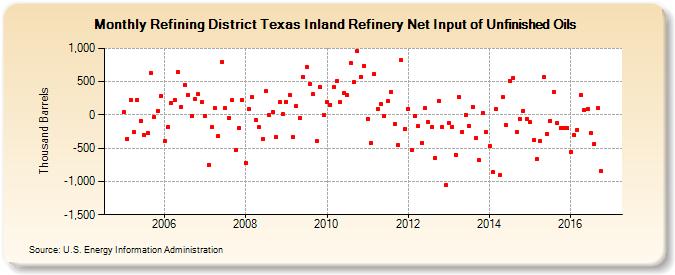 Monthly Refining District Texas Inland Refinery Net Input of Unfinished Oils
Thousand Barrels
1,000
500
0
-500
-1,000
-1,500
2006 2008 2010 2012 2014 2016
Source: U.S. Energy Information Administration